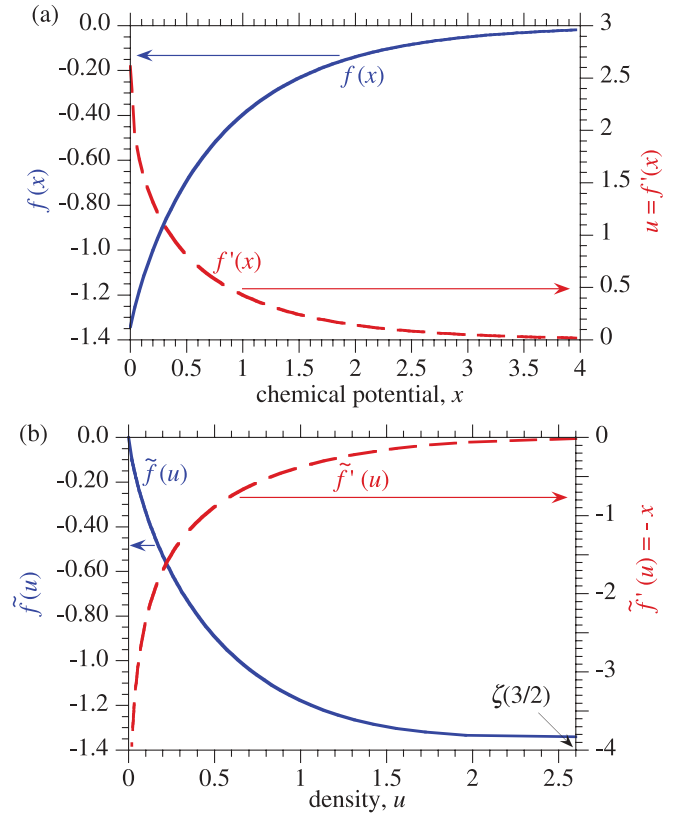 (a)
0.0
-0.20
-0.40
-0.60
-0.80
-1.0
-1.2
-1.4
f (x)
f (x)
f '(x)
3
2.5
2
1.5
1
0.5
0
u = f '(x)
0 0.5 1 1.5 2 2.5 3 3.5 4
chemical potential, x
(b)
0.0
-0.20
-0.40
-0.60
-0.80
-1.0
-1.2
-1.4
f̃(u)
f̃ (u)
f̃ ' (u)
ζ(3/2)
0
-1
-2
-3
-4
f̃ ' (u) = - x
0 0.5 1 1.5 2 2.5
density, u